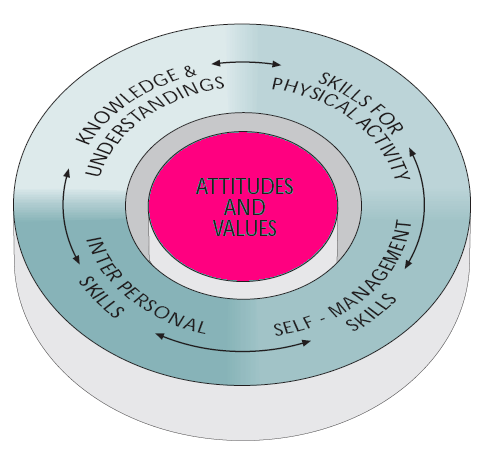 KNOWLEDGE &
UNDERSTANDINGS
SKILLS FOR
PHYSICAL ACTIVITY
ATTITUDES
AND
VALUES
INTER PERSONAL
SKILLS
SELF - MANAGEMENT
SKILLS